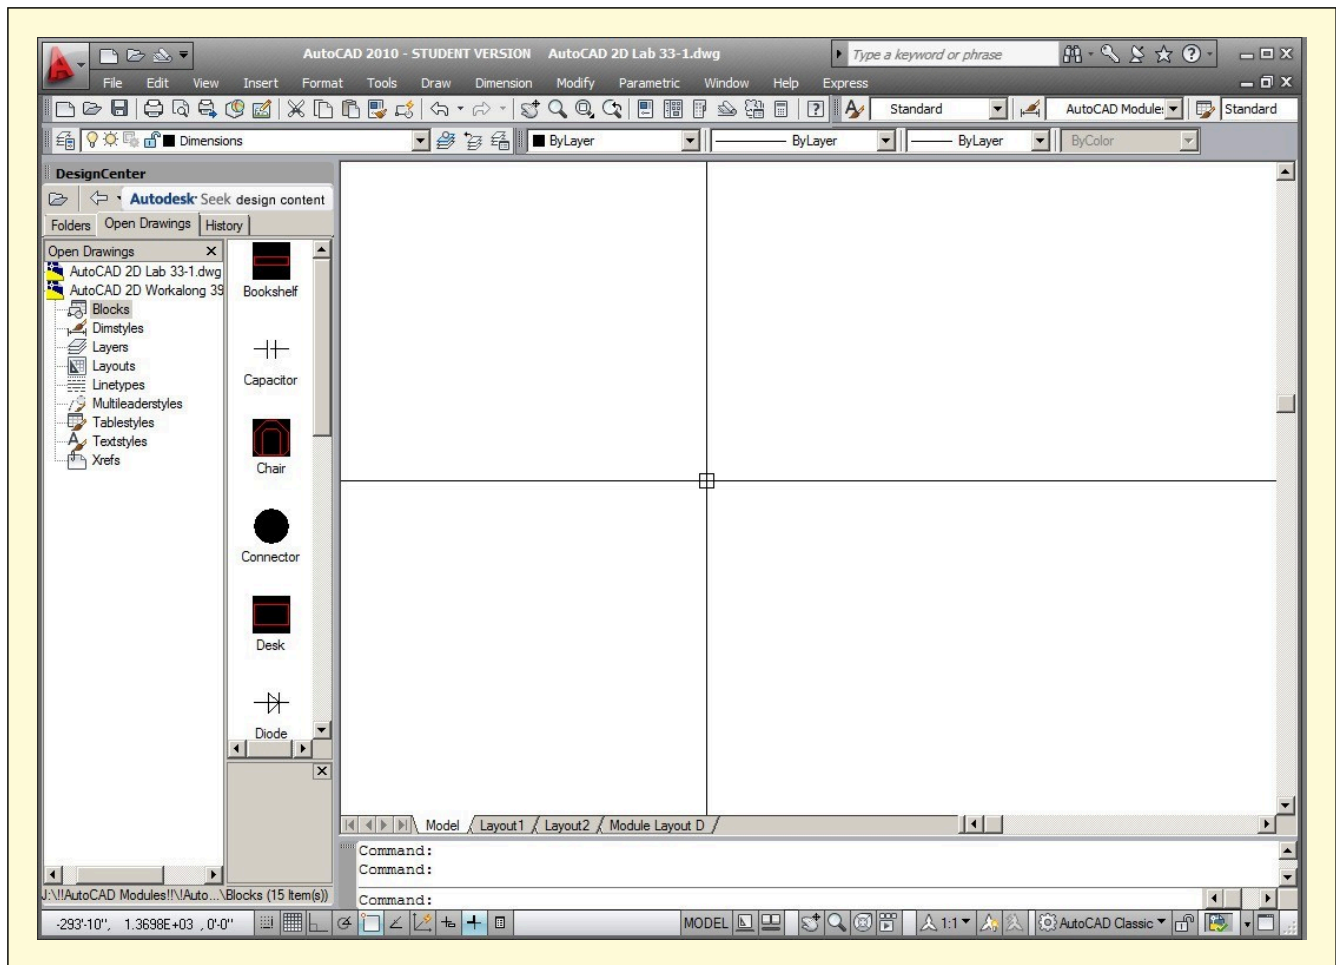 AutoCAD 2010 - STUDENT VERSION AutoCAD 2D Lab 33-1.dwg Type a keyword or phrase
File Edit View Insert Format Tools Draw Dimension Modify Parametric Window Help Express
Standard AutoCAD Module: Standard
Dimensions ByLayer ByLayer ByLayer ByColor
DesignCenter
Autodesk Seek design content
Folders Open Drawings History
Open Drawings
AutoCAD 2D Lab 33-1.dwg
AutoCAD 2D Workalong 39
Blocks
Dimstyles
Layers
Layouts
Linetypes
Multileaderstyles
Tablestyles
Textstyles
Xrefs
Bookshelf
Capacitor
Chair
Connector
Desk
Diode
Model Layout1 Layout2 Module Layout D
Command:
Command:
Command:
J:\!!AutoCAD Modules!!\!Auto...\Blocks (15 Item(s))
-293'-10", 1.3698E+03 , 0'-0" MODEL 1:1 AutoCAD Classic